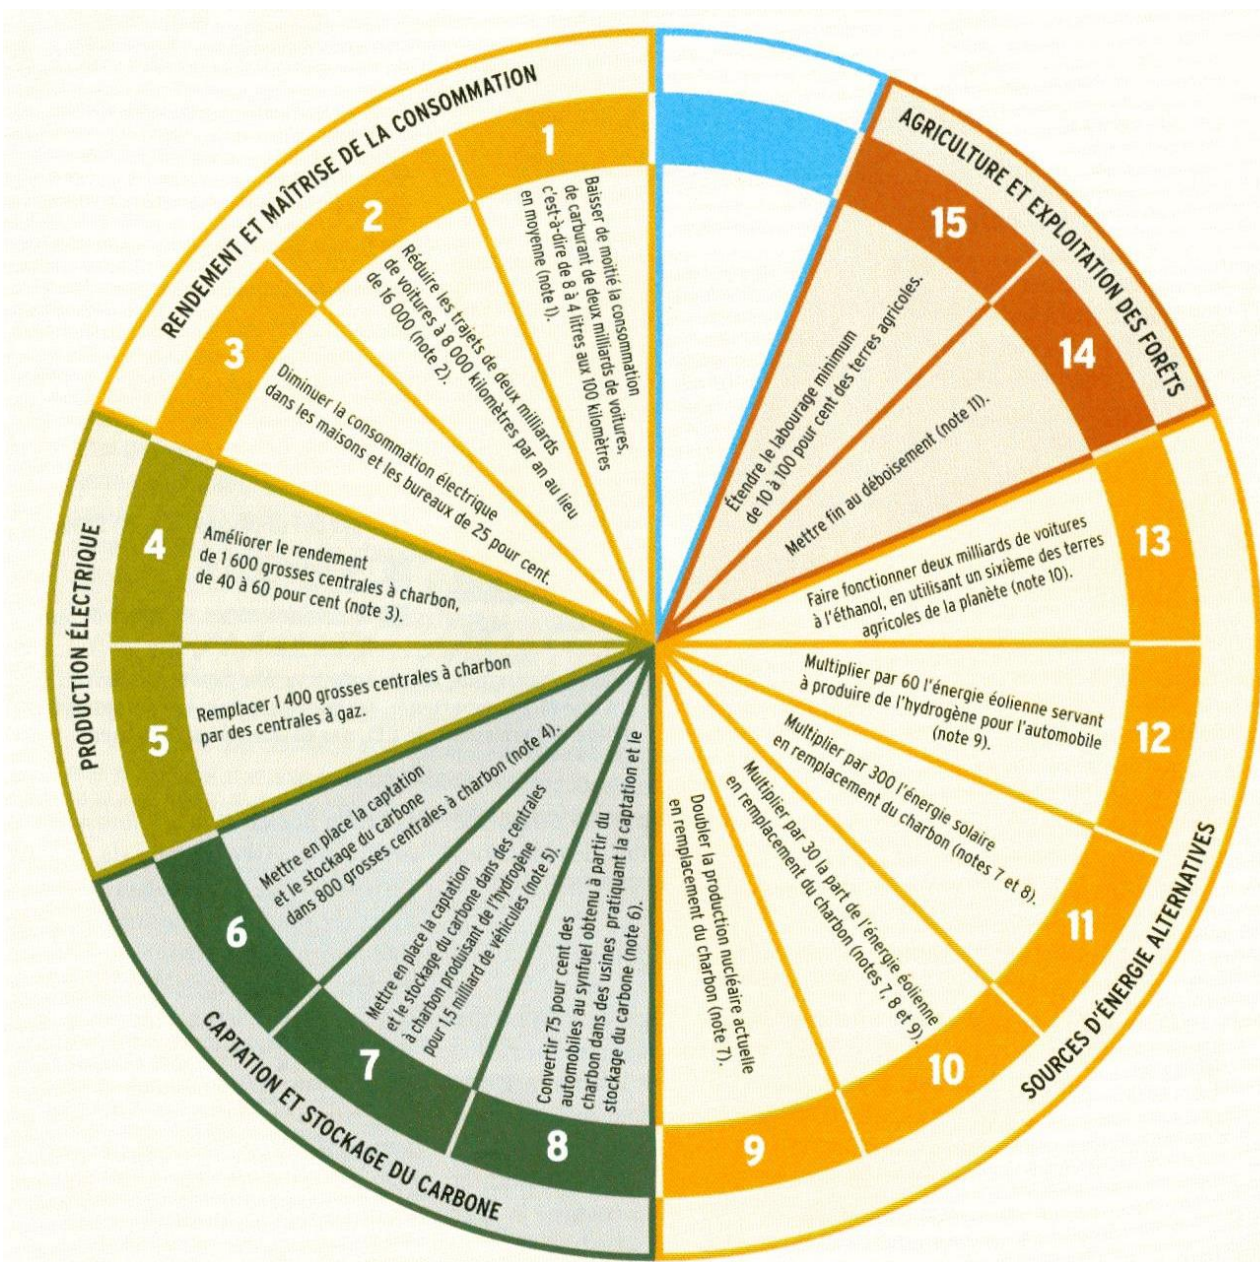 RENDEMENT ET MAÎTRISE DE LA CONSOMMATION
1
Baisser de moitié la consommation
de carburant de deux milliards de voitures,
c'est-à-dire de 8 à 4 litres aux 100 kilomètres
en moyenne (note 1).
2
Réduire les trajets de deux milliards
de voitures à 8 000 kilomètres par an au lieu
de 16 000 (note 2).
3
Diminuer la consommation électrique
dans les maisons et les bureaux de 25 pour cent.
PRODUCTION ÉLECTRIQUE
4
Améliorer le rendement
de 1 600 grosses centrales à charbon,
de 40 à 60 pour cent (note 3).
5
Remplacer 1 400 grosses centrales à charbon
par des centrales à gaz.
CAPTATION ET STOCKAGE DU CARBONE
6
Mettre en place la captation
et le stockage du carbone
dans 800 grosses centrales à charbon (note 4).
7
Mettre en place la captation
et le stockage du carbone dans des centrales
à charbon produisant de l'hydrogène
pour 1,5 milliard de véhicules (note 5).
8
Convertir 75 pour cent des
automobiles au synfuel obtenu à partir du
charbon dans des usines pratiquant la captation et le
stockage du carbone (note 6).
SOURCES D'ÉNERGIE ALTERNATIVES
9
Doubler la production nucléaire actuelle
en remplacement du charbon (note 7).
10
Multiplier par 30 la part de l'énergie éolienne
en remplacement du charbon (notes 7, 8 et 9).
11
Multiplier par 300 l'énergie solaire
en remplacement du charbon (notes 7 et 8).
12
Multiplier par 60 l'énergie éolienne servant
à produire de l'hydrogène pour l'automobile
(note 9).
13
Faire fonctionner deux milliards de voitures
à l'éthanol, en utilisant un sixième des terres
agricoles de la planète (note 10).
AGRICULTURE ET EXPLOITATION DES FORÊTS
14
Mettre fin au déboisement (note 11).
15
Étendre le labourage minimum
de 10 à 100 pour cent des terres agricoles.